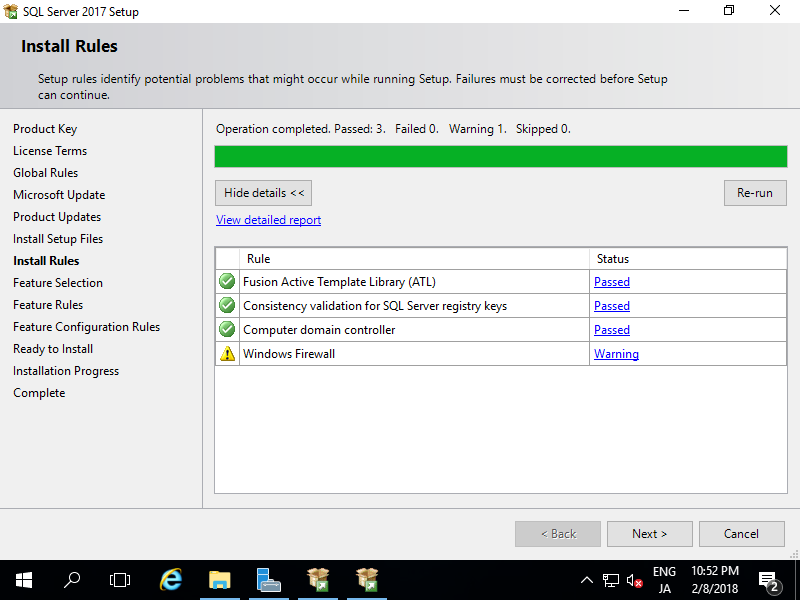 SQL Server 2017 Setup
Install Rules
Setup rules identify potential problems that might occur while running Setup. Failures must be corrected before Setup
can continue.
Product Key
License Terms
Global Rules
Microsoft Update
Product Updates
Install Setup Files
Install Rules
Feature Selection
Feature Rules
Feature Configuration Rules
Ready to Install
Installation Progress
Complete
Operation completed. Passed: 3.   Failed 0.   Warning 1.   Skipped 0.
Hide details <<
Re-run
View detailed report
Rule Status
Fusion Active Template Library (ATL) Passed
Consistency validation for SQL Server registry keys Passed
Computer domain controller Passed
Windows Firewall Warning
< Back
Next >
Cancel
ENG
JA
10:52 PM
2/8/2018
2